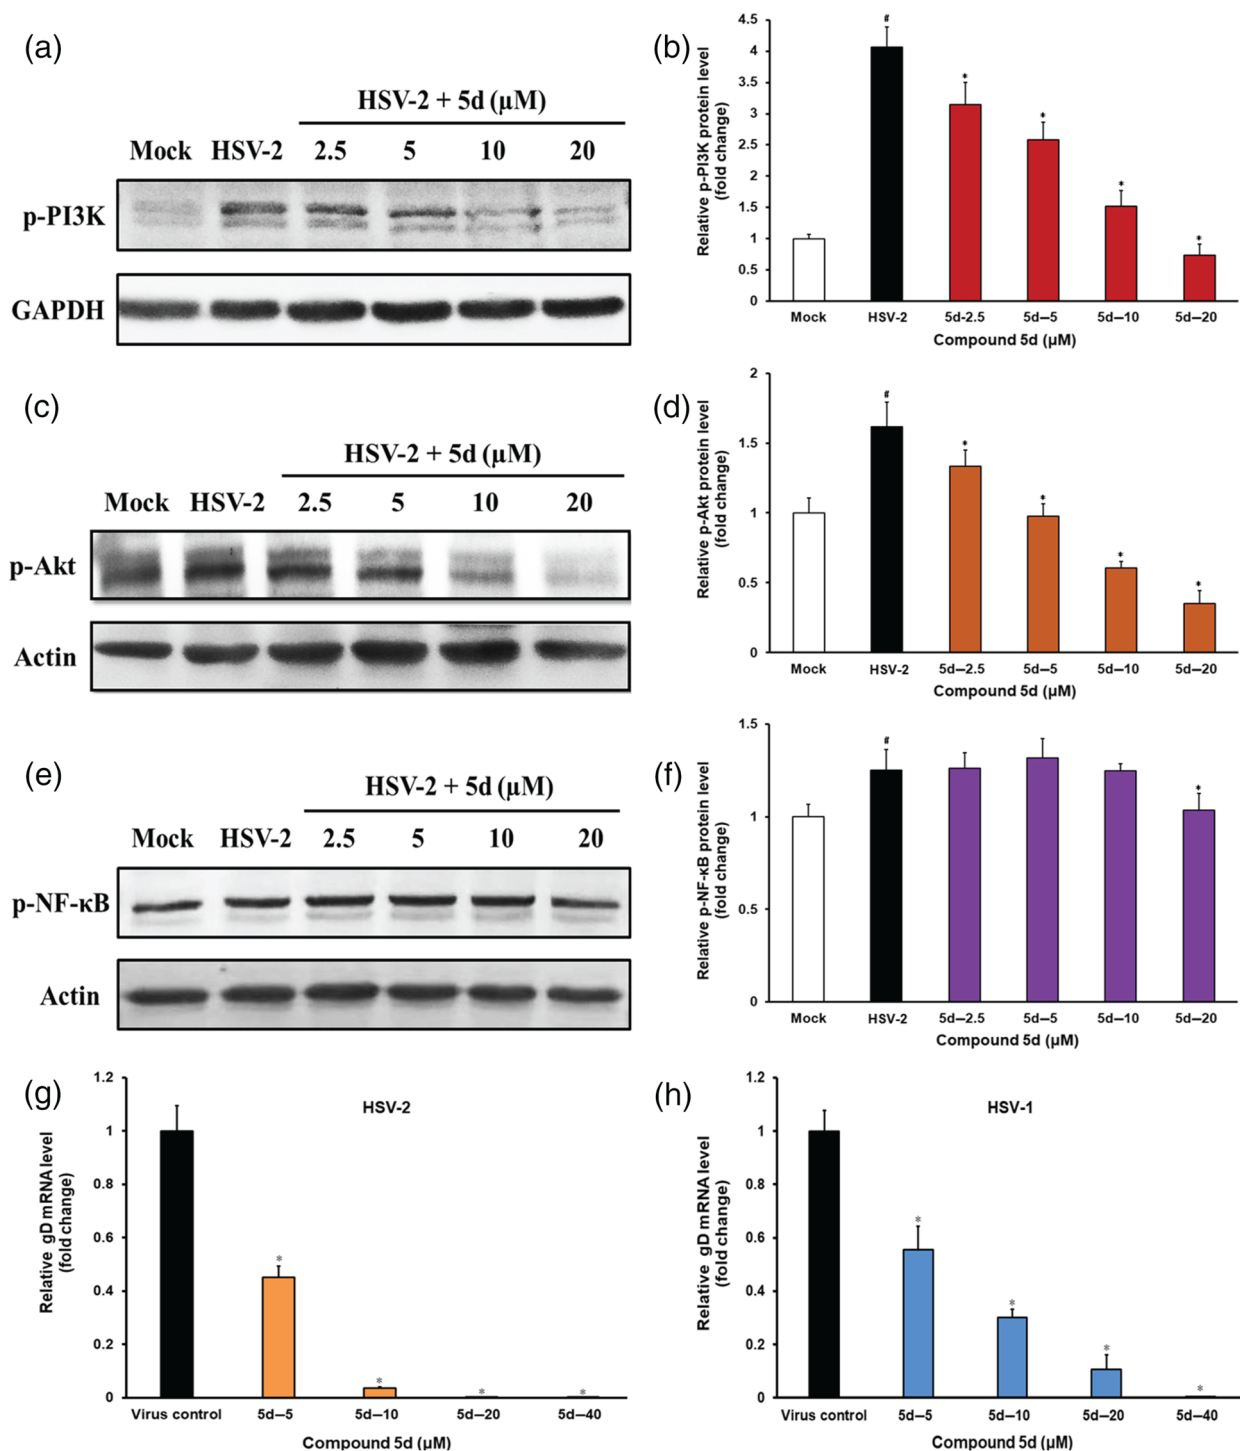 (a)
HSV-2 + 5d (µM)
Mock HSV-2 2.5 5 10 20
p-PI3K
GAPDH
(b)
Relative p-PI3K protein level
(fold change)
4.5
4
3.5
3
2.5
2
1.5
1
0.5
0
#
*
*
*
*
Mock HSV-2 5d-2.5 5d–5 5d–10 5d–20
Compound 5d (µM)
(c)
HSV-2 + 5d (µM)
Mock HSV-2 2.5 5 10 20
p-Akt
Actin
(d)
Relative p-Akt protein level
(fold change)
2
1.5
1
0.5
0
#
*
*
*
*
Mock HSV-2 5d–2.5 5d–5 5d–10 5d–20
Compound 5d (µM)
(e)
HSV-2 + 5d (µM)
Mock HSV-2 2.5 5 10 20
p-NF-κB
Actin
(f)
Relative p-NF-κB protein level
(fold change)
1.5
1
0.5
0
#
*
Mock HSV-2 5d–2.5 5d–5 5d–10 5d–20
Compound 5d (µM)
(g)
HSV-2
Relative gD mRNA level
(fold change)
1.2
1
0.8
0.6
0.4
0.2
0
*
*
*
*
Virus control 5d–5 5d–10 5d–20 5d–40
Compound 5d (µM)
(h)
HSV-1
Relative gD mRNA level
(fold change)
1.2
1
0.8
0.6
0.4
0.2
0
*
*
*
*
Virus control 5d–5 5d–10 5d–20 5d–40
Compound 5d (µM)